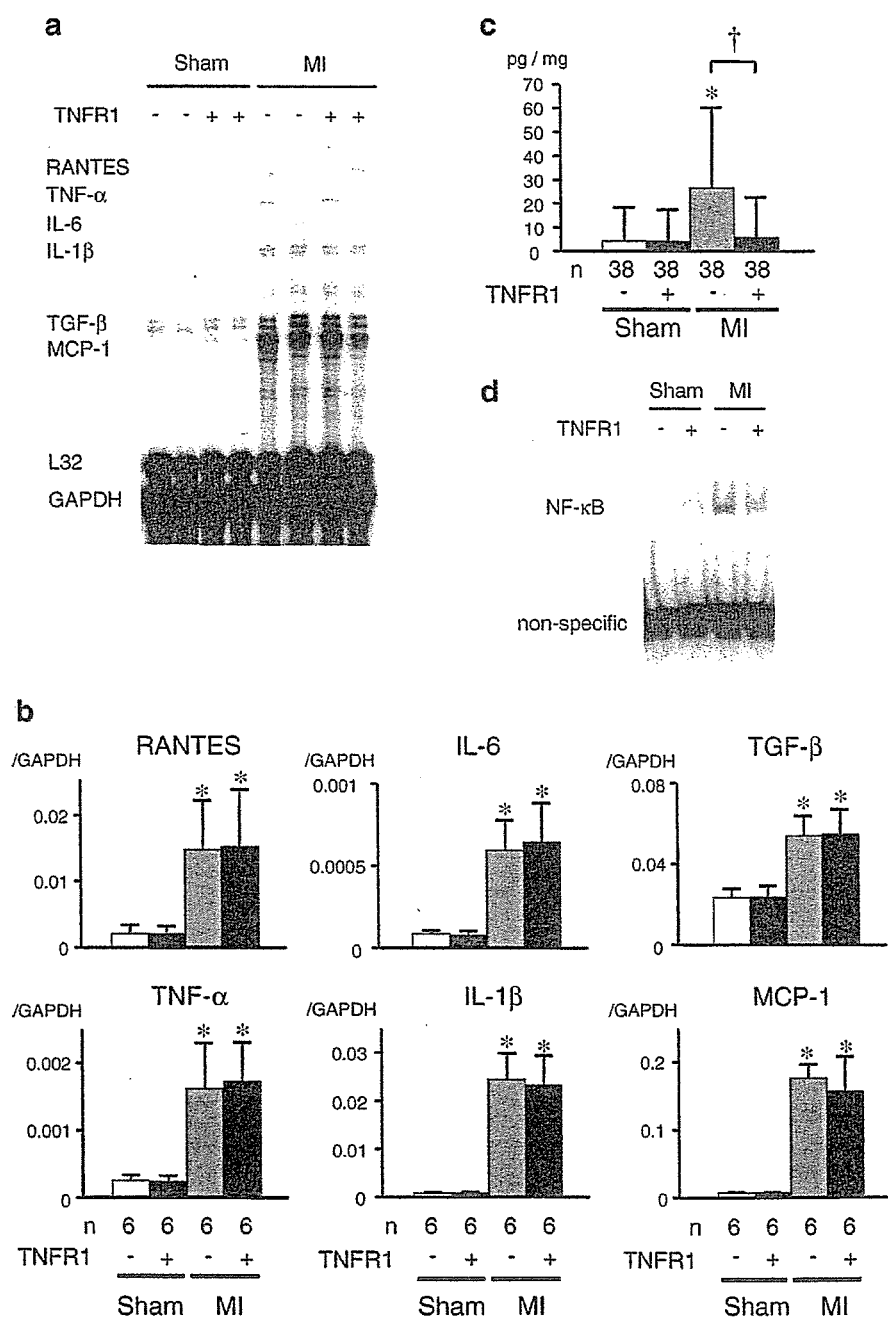 a
Sham MI
TNFR1 - - + + - - + +
RANTES
TNF-α
IL-6
IL-1β
TGF-β
MCP-1
L32
GAPDH
c
pg / mg
†
70
60
50
40
30
20
10
0
*
n 38 38 38 38
TNFR1 - + - +
Sham MI
d
Sham MI
TNFR1 - + - +
NF-κB
non-specific
b
RANTES
/GAPDH
0.02
0.01
0
* *
IL-6
/GAPDH
0.001
0.0005
0
* *
TGF-β
/GAPDH
0.08
0.04
0
* *
TNF-α
/GAPDH
0.002
0.001
0
* *
n 6 6 6 6
TNFR1 - + - +
Sham MI
IL-1β
/GAPDH
0.03
0.02
0.01
0
* *
n 6 6 6 6
TNFR1 - + - +
Sham MI
MCP-1
/GAPDH
0.2
0.1
0
* *
n 6 6 6 6
TNFR1 - + - +
Sham MI